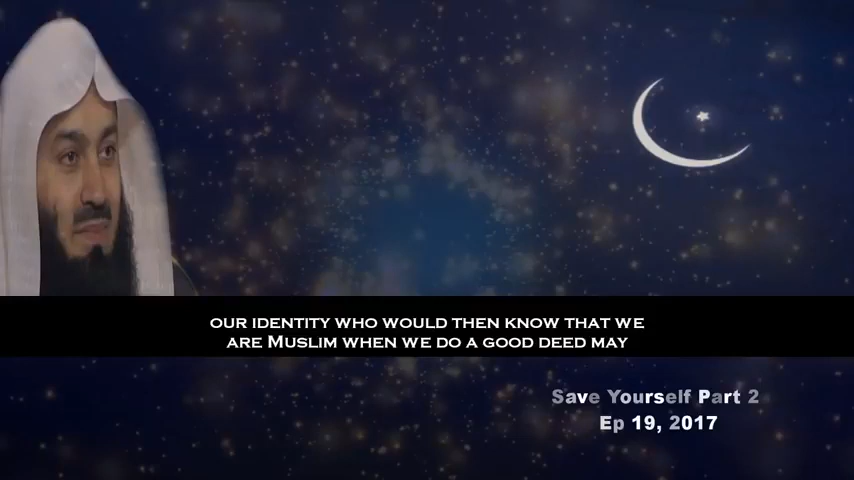 OUR IDENTITY WHO WOULD THEN KNOW THAT WE
ARE MUSLIM WHEN WE DO A GOOD DEED MAY
Save Yourself Part 2
Ep 19, 2017